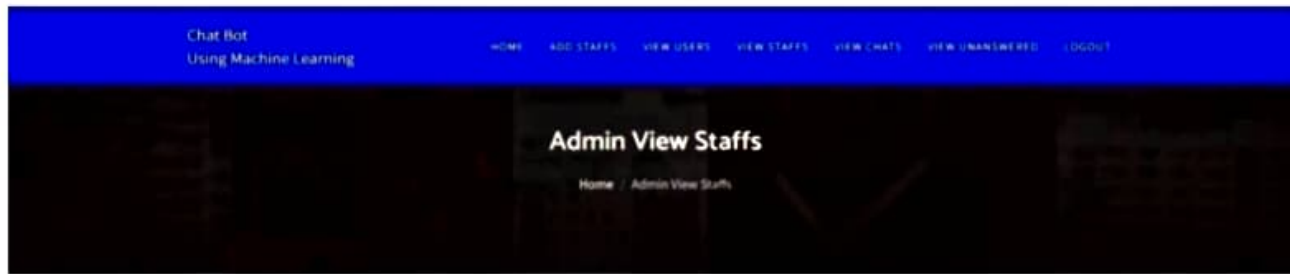 Chat Bot
Using Machine Learning
HOME ADD STAFFS VIEW USERS VIEW STAFFS VIEW CHATS VIEW UNANSWERED LOGOUT
Admin View Staffs
Home / Admin View Staffs